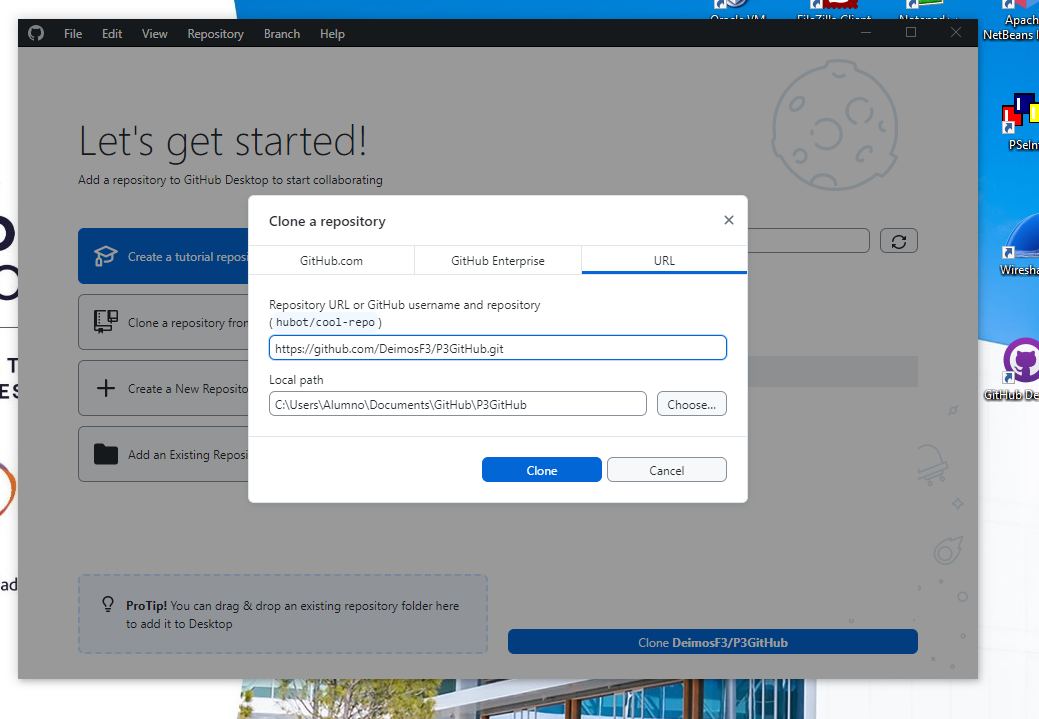 Oracle VM
FileZilla Client
Notepad++
Apach
NetBeans I
File
Edit
View
Repository
Branch
Help
Let's get started!
Add a repository to GitHub Desktop to start collaborating
Create a tutorial reposi
Clone a repository from
Create a New Reposito
Add an Existing Reposi
Clone a repository
GitHub.com
GitHub Enterprise
URL
Repository URL or GitHub username and repository
( hubot/cool-repo )
https://github.com/DeimosF3/P3GitHub.git
Local path
C:\Users\Alumno\Documents\GitHub\P3GitHub
Choose...
Clone
Cancel
ProTip! You can drag & drop an existing repository folder here
to add it to Desktop
Clone DeimosF3/P3GitHub
PSeInt
Wiresha
GitHub De
ad